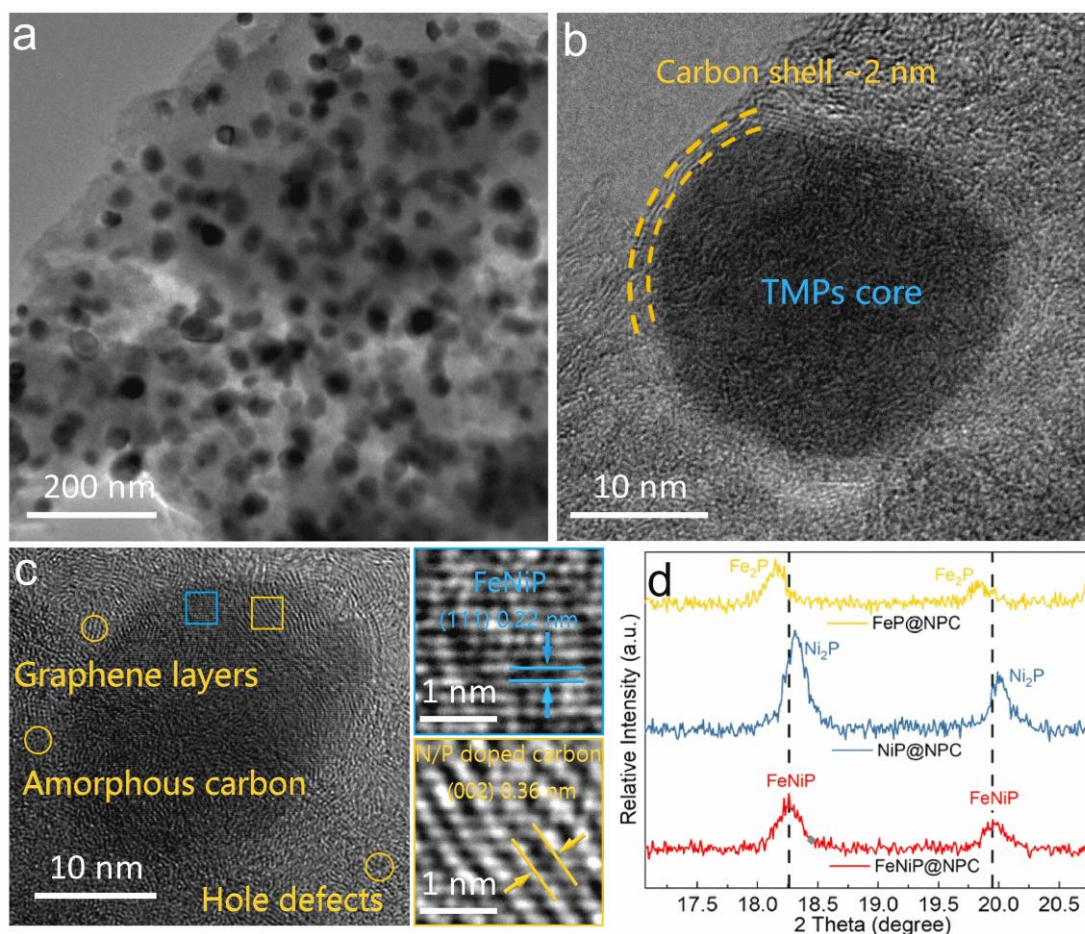 a
200 nm
b
Carbon shell ~2 nm
TMPs core
10 nm
c
Graphene layers
Amorphous carbon
10 nm
Hole defects
FeNiP
(111) 0.22 nm
1 nm
N/P doped carbon
(002) 0.36 nm
1 nm
d
Relative Intensity (a.u.)
Fe₂P
Fe₂P
FeP@NPC
Ni₂P
Ni₂P
NiP@NPC
FeNiP
FeNiP
FeNiP@NPC
17.5 18.0 18.5 19.0 19.5 20.0 20.5
2 Theta (degree)